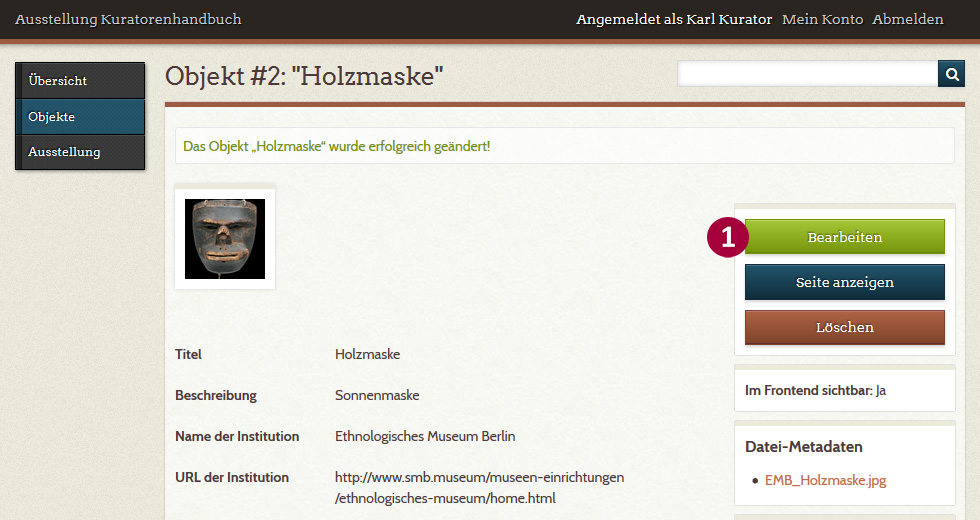 Ausstellung Kuratorenhandbuch
Angemeldet als Karl Kurator Mein Konto Abmelden
Übersicht
Objekte
Ausstellung
Objekt #2: "Holzmaske"
Das Objekt „Holzmaske“ wurde erfolgreich geändert!
1
Bearbeiten
Seite anzeigen
Löschen
Titel Holzmaske
Beschreibung Sonnenmaske
Name der Institution Ethnologisches Museum Berlin
URL der Institution http://www.smb.museum/museen-einrichtungen
/ethnologisches-museum/home.html
Im Frontend sichtbar: Ja
Datei-Metadaten
• EMB_Holzmaske.jpg